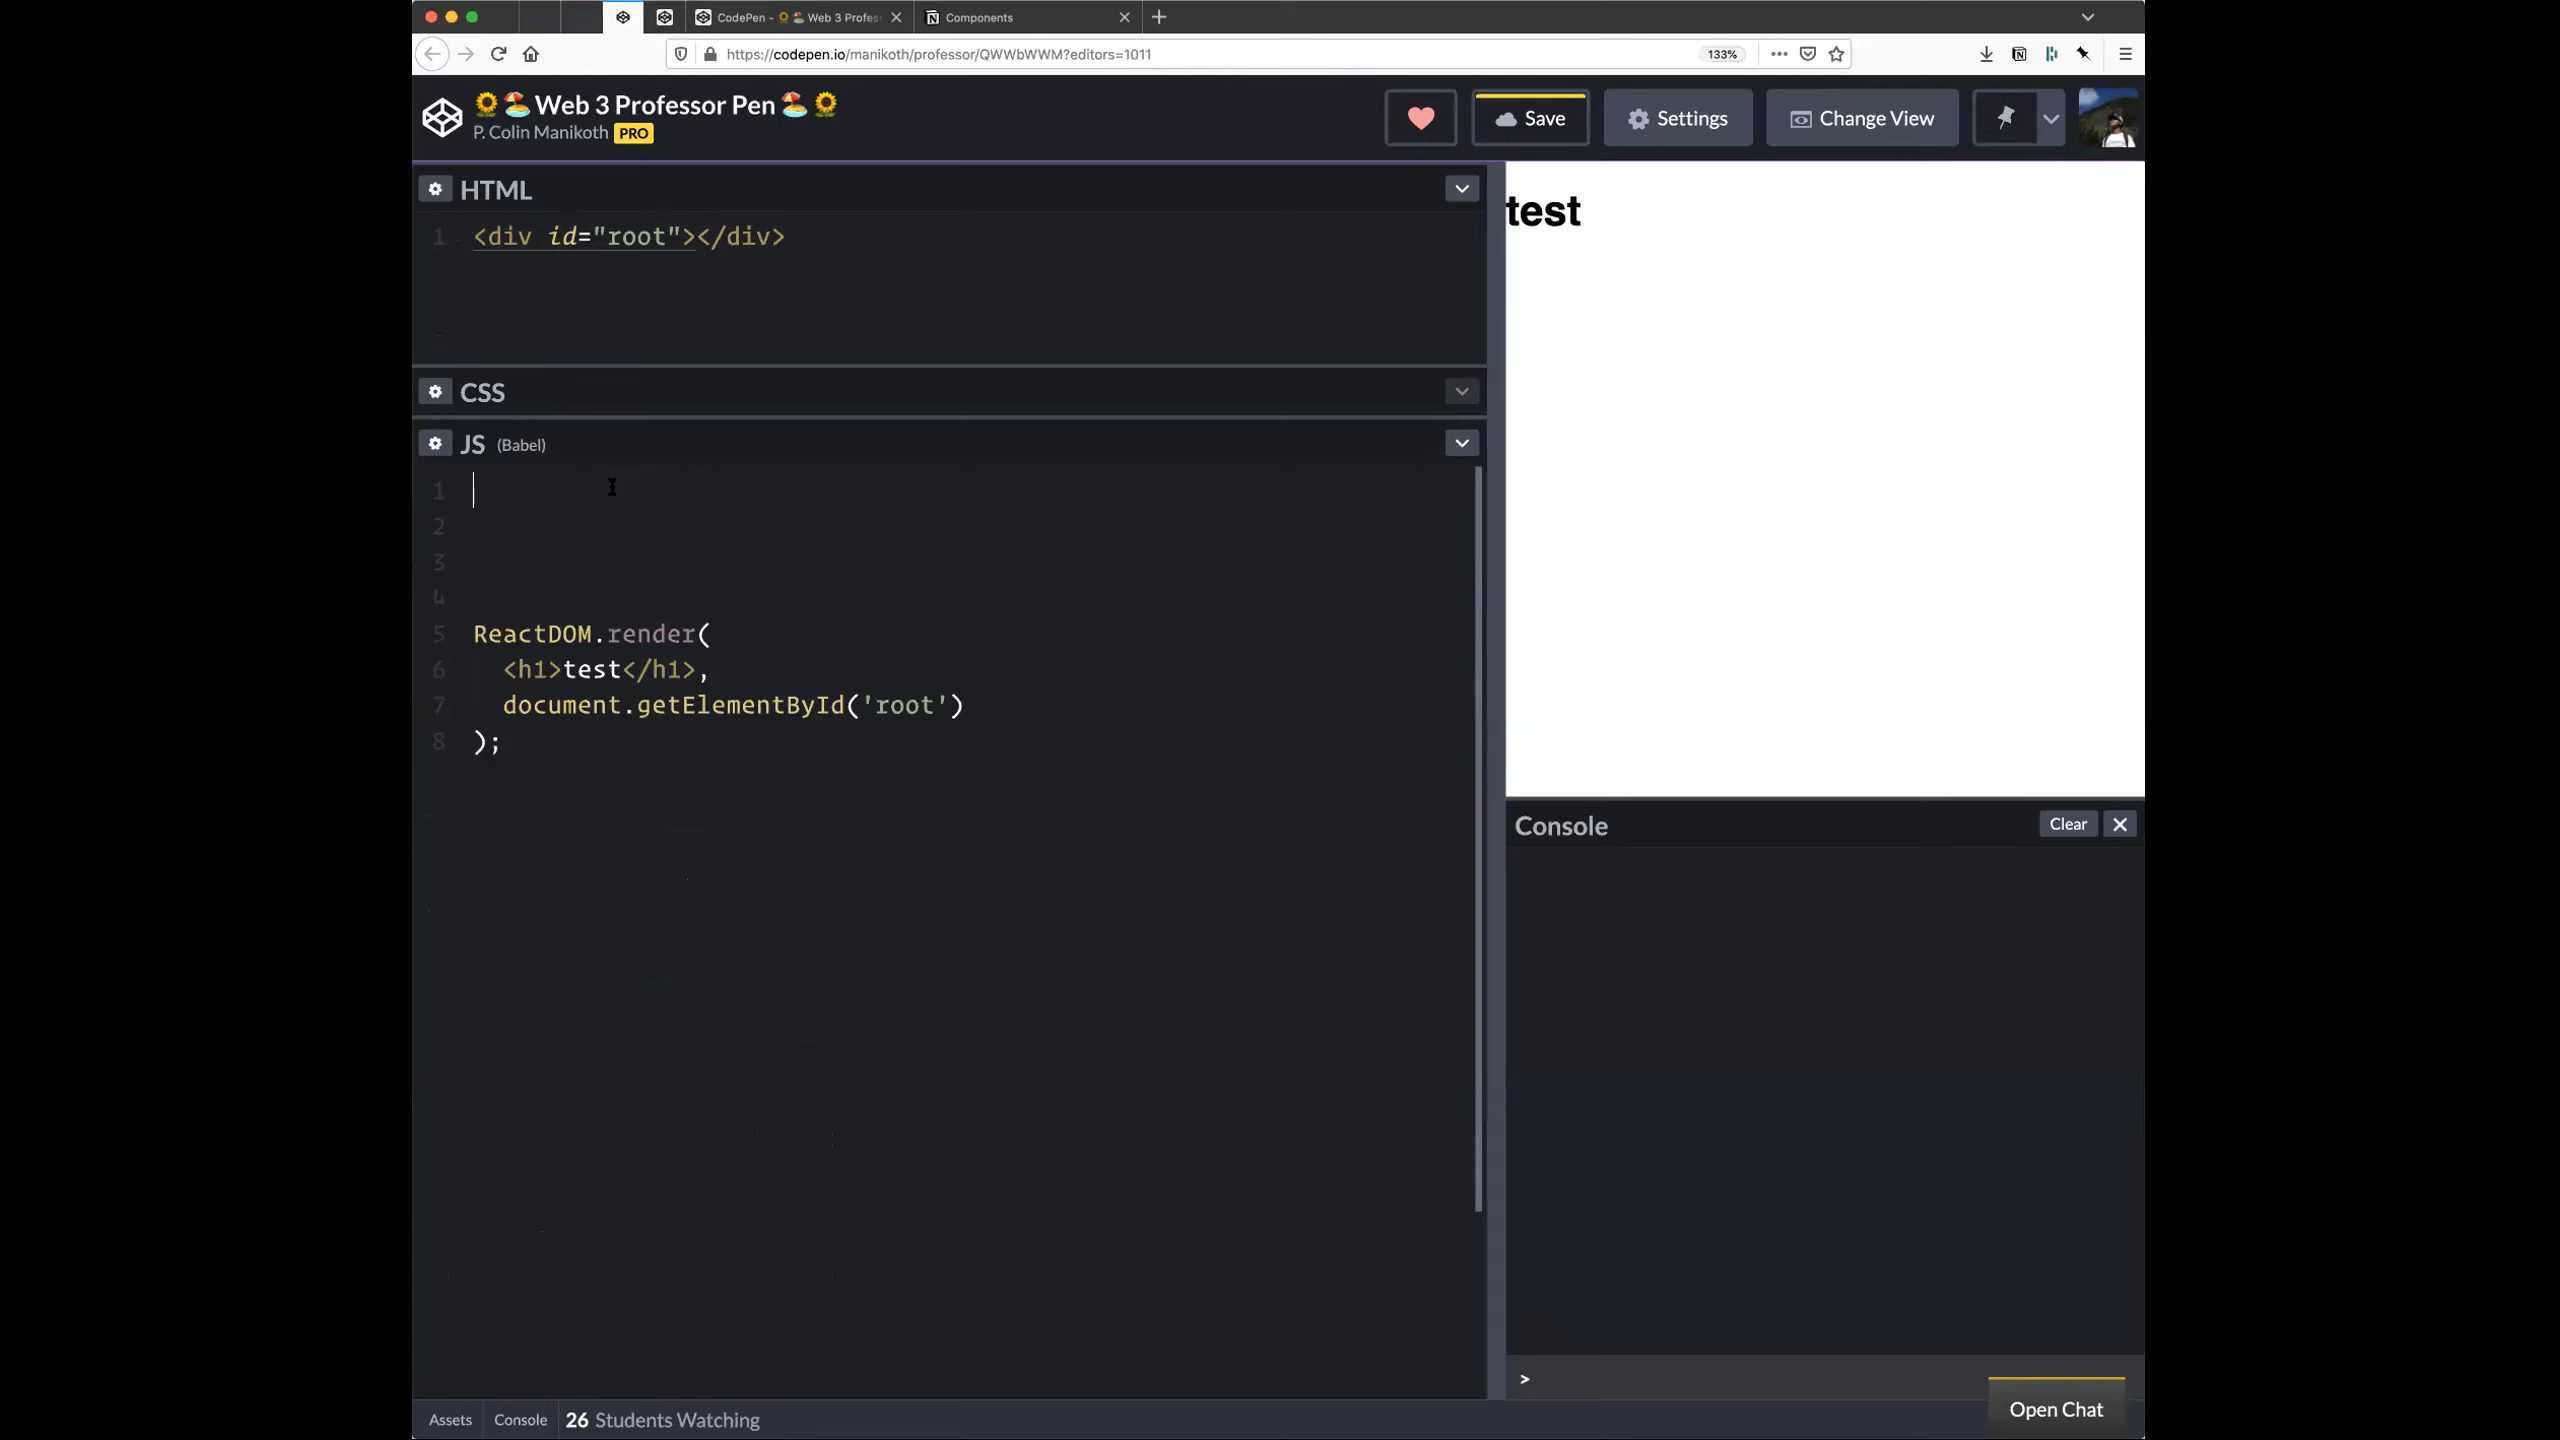 CodePen - 🌻🏖️ Web 3 Profes
Components
https://codepen.io/manikoth/professor/QWWbWWM?editors=1011
133%
🌻🏖️ Web 3 Professor Pen 🏖️🌻
P. Colin Manikoth PRO
Save
Settings
Change View
HTML
1 <div id="root"></div>
CSS
JS (Babel)
1
2
3
4
5 ReactDOM.render(
6 <h1>test</h1>,
7 document.getElementById('root')
8 );
test
Console
Clear
>
Assets
Console
26 Students Watching
Open Chat